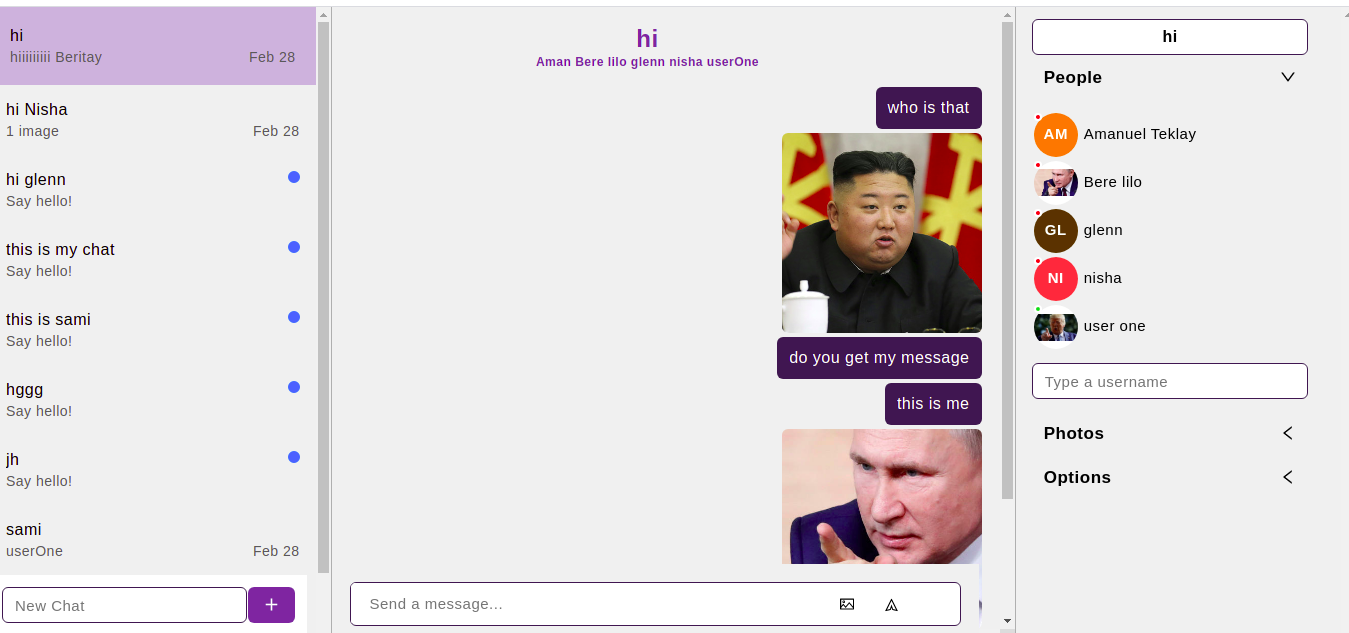 hi
hiiiiiiiii Beritay Feb 28
hi Nisha
1 image Feb 28
hi glenn
Say hello!
this is my chat
Say hello!
this is sami
Say hello!
hggg
Say hello!
jh
Say hello!
sami
userOne Feb 28
New Chat
+
hi
Aman Bere lilo glenn nisha userOne
who is that
do you get my message
this is me
Send a message...
hi
People
AM Amanuel Teklay
Bere lilo
GL glenn
NI nisha
user one
Type a username
Photos
Options